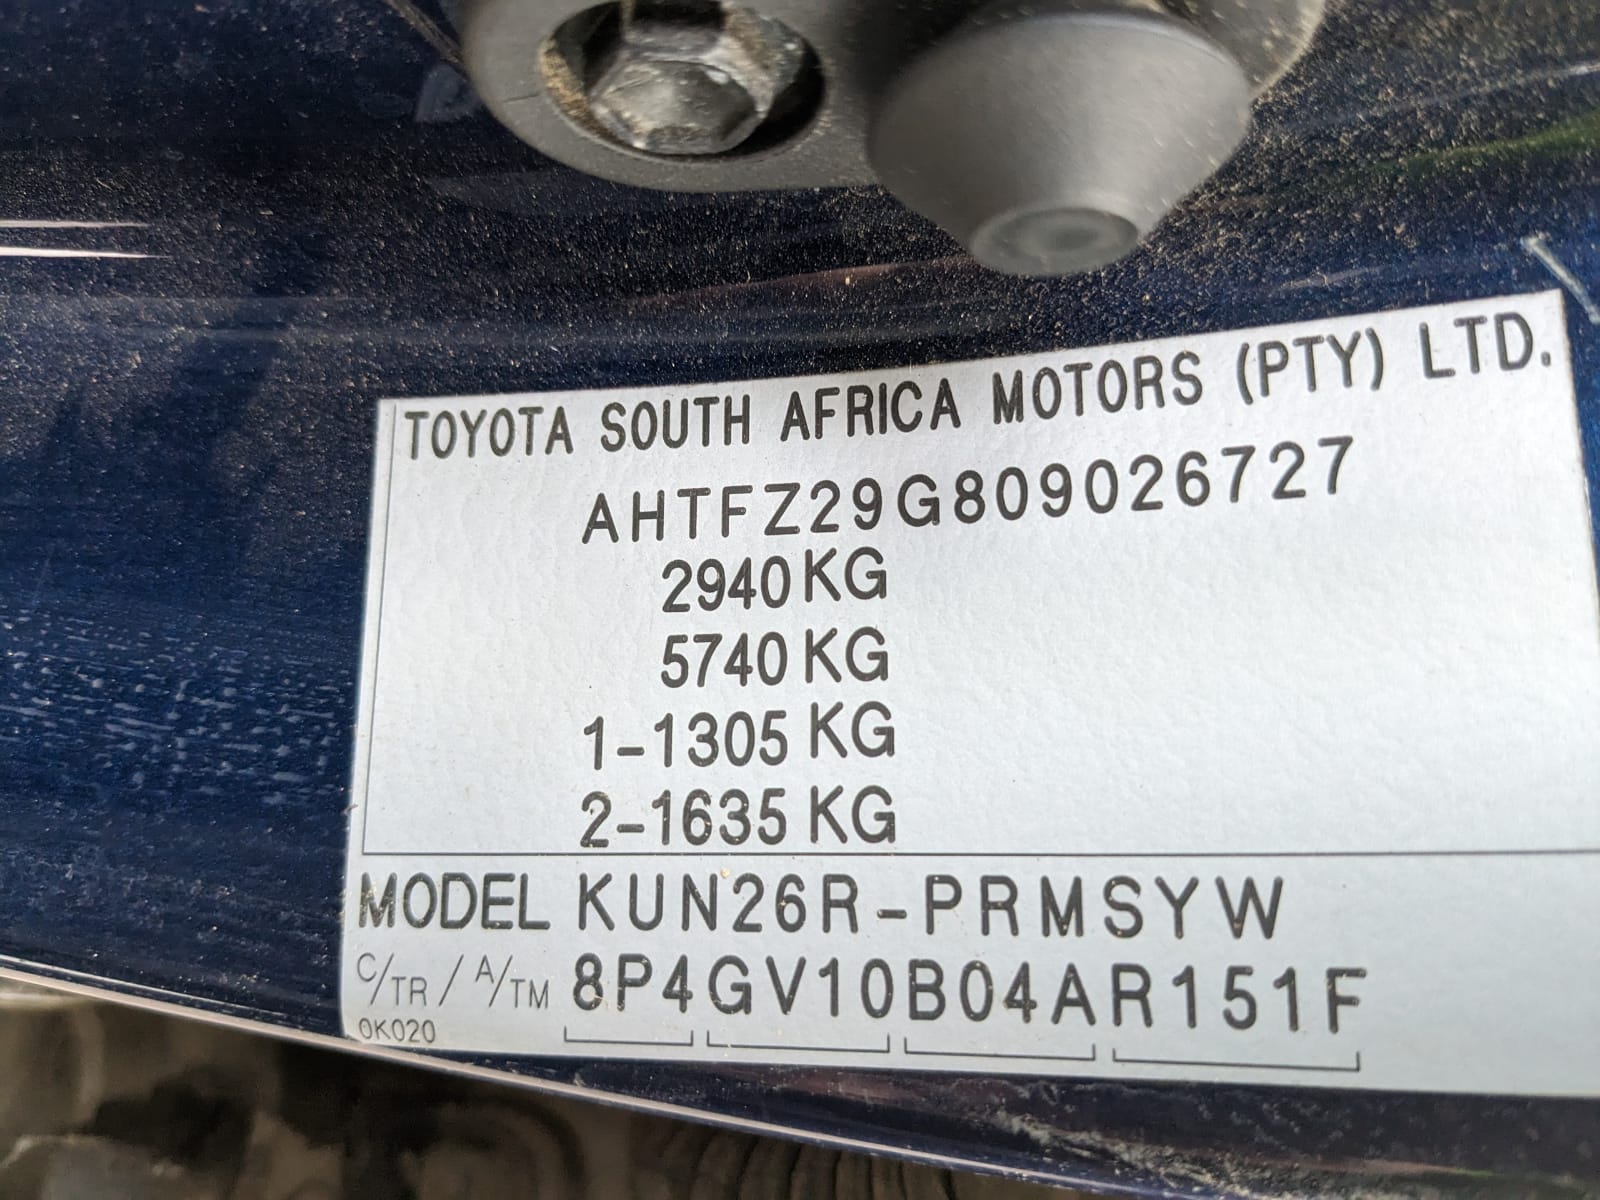 TOYOTA SOUTH AFRICA MOTORS (PTY) LTD.
AHTFZ29G809026727
2940 KG
5740 KG
1-1305 KG
2-1635 KG
MODEL KUN26R-PRMSYW
C/TR / A/TM 8P4GV10B04AR151F
0K020